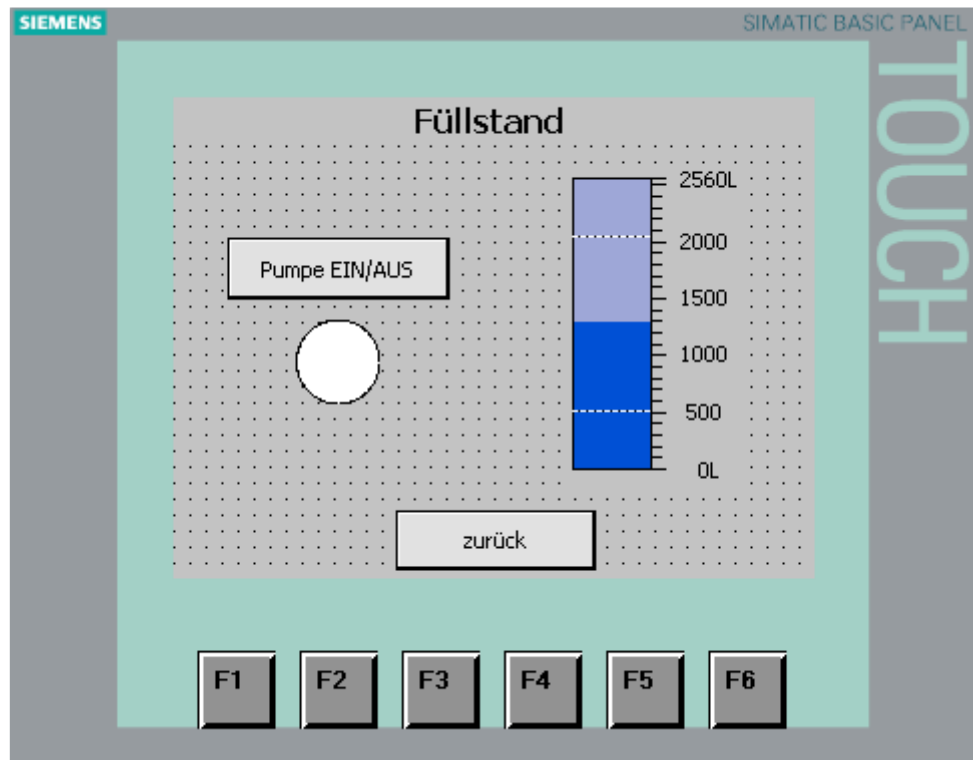 SIEMENS
SIMATIC BASIC PANEL
TOUCH
Füllstand
2560L
2000
Pumpe EIN/AUS
1500
1000
500
0L
zurück
F1 F2 F3 F4 F5 F6